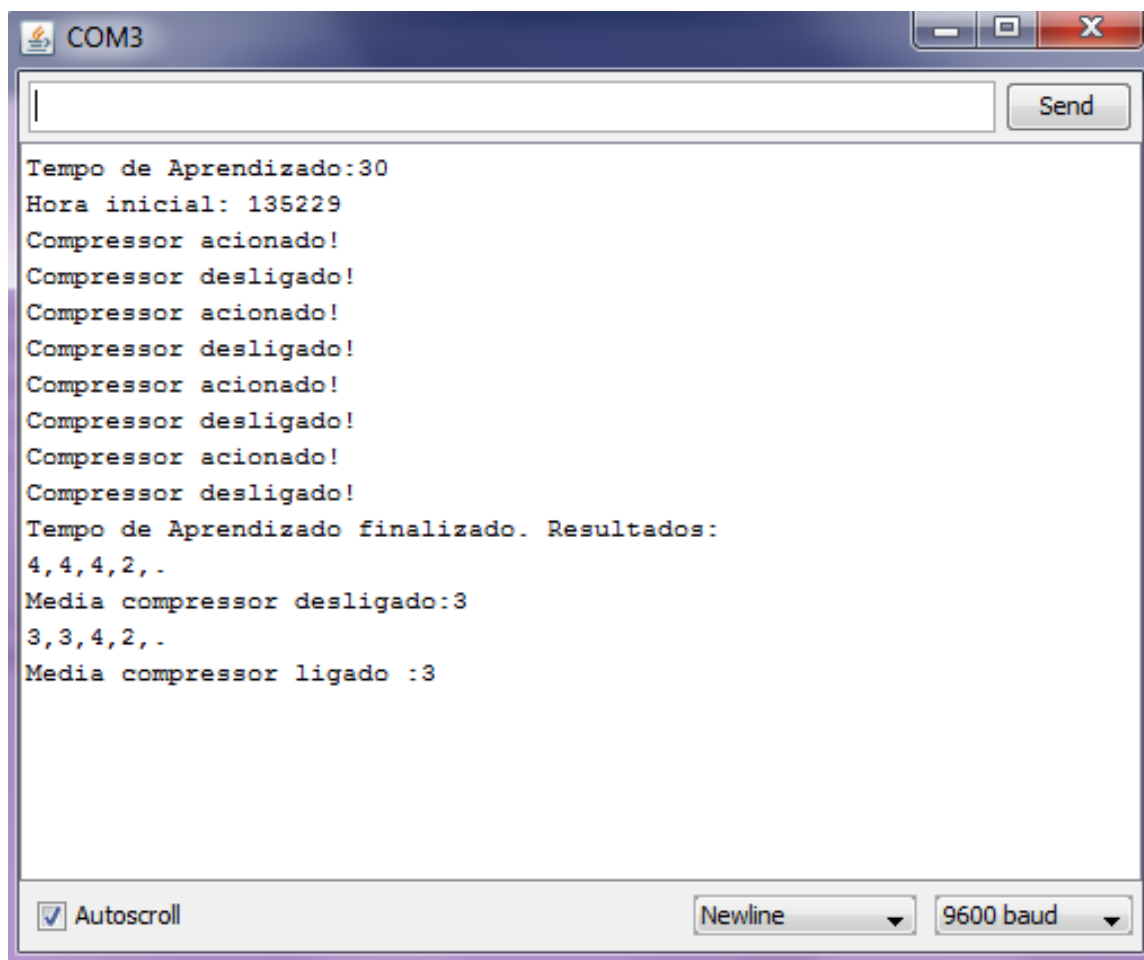 COM3
Send
Tempo de Aprendizado:30
Hora inicial: 135229
Compressor acionado!
Compressor desligado!
Compressor acionado!
Compressor desligado!
Compressor acionado!
Compressor desligado!
Compressor acionado!
Compressor desligado!
Tempo de Aprendizado finalizado. Resultados:
4,4,4,2,.
Media compressor desligado:3
3,3,4,2,.
Media compressor ligado :3
Autoscroll Newline 9600 baud